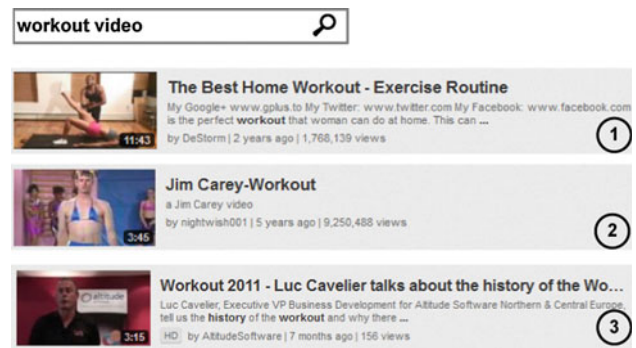 workout video
The Best Home Workout - Exercise Routine
My Google+ www.gplus.to My Twitter: www.twitter.com My Facebook: www.facebook.com
is the perfect workout that woman can do at home. This can ...
by DeStorm | 2 years ago | 1,768,139 views
11:43
1
Jim Carey-Workout
a Jim Carey video
by nightwish001 | 5 years ago | 9,250,488 views
3:45
2
Workout 2011 - Luc Cavelier talks about the history of the Wo...
Luc Cavelier, Executive VP Business Development for Altitude Software Northern & Central Europe,
tell us the history of the workout and why there ...
HD by AltitudeSoftware | 7 months ago | 156 views
altitude
3:15
3